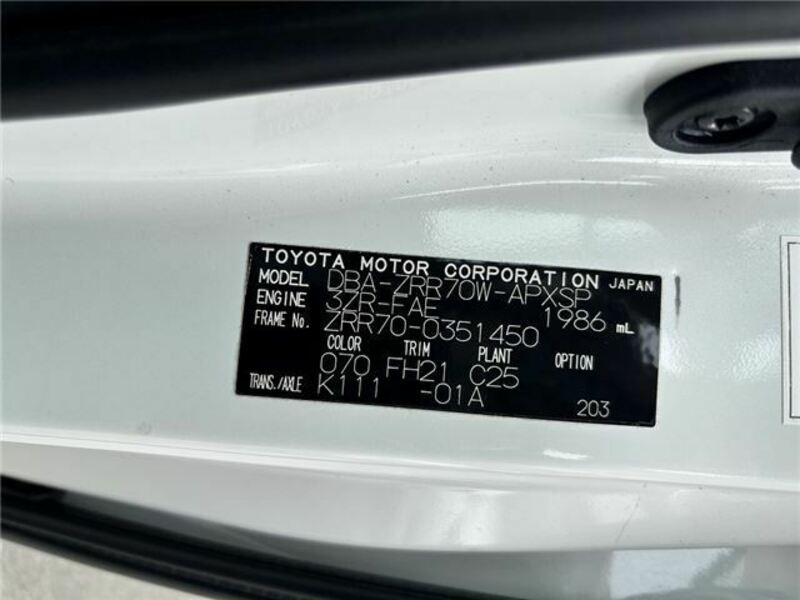 TOYOTA MOTOR CORPORATION JAPAN
MODEL DBA-ZRR70W-APXSP
ENGINE 3ZR-FAE 1986 mL
FRAME No. ZRR70-0351450
COLOR TRIM PLANT OPTION
070 FH21 C25
TRANS./AXLE K111 -01A
203